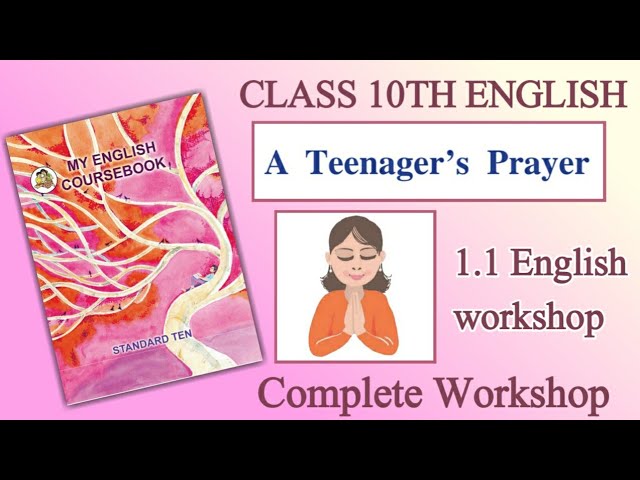 CLASS 10TH ENGLISH
MY ENGLISH
COURSEBOOK
A Teenager's Prayer
1.1 English
workshop
STANDARD TEN
Complete Workshop